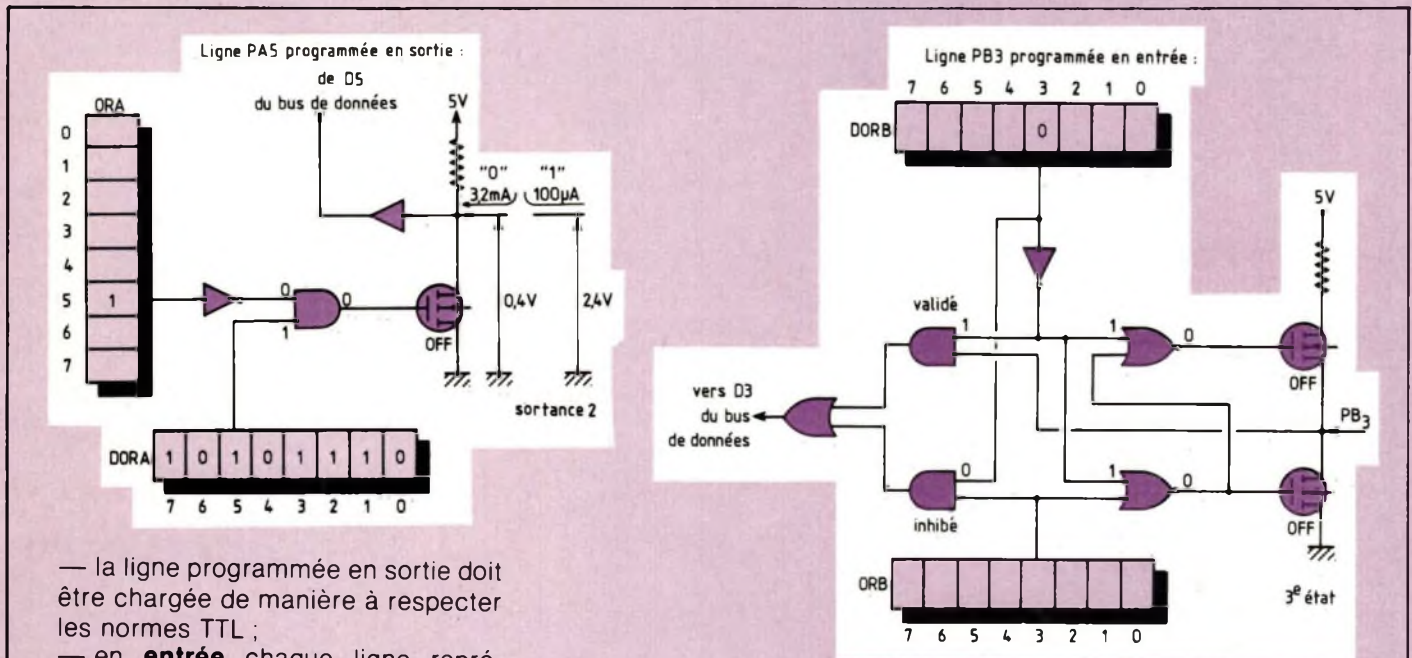 Ligne PA5 programmée en sortie :
de D5
du bus de données
ORA
0
1
2
3
4
5
6
7
1
5V
"0" "1"
3,2mA 100µA
0
1
0
OFF
0,4V
2,4V
sortance 2
DORA 1 0 1 0 1 1 1 0
7 6 5 4 3 2 1 0
— la ligne programmée en sortie doit
être chargée de manière à respecter
les normes TTL ;
— en entrée chaque ligne repré-
Ligne PB3 programmée en entrée :
7 6 5 4 3 2 1 0
DORB 0
5V
validé
1
1
0
OFF
vers D3
du bus
de données
PB3
0
1
0
inhibé
OFF
ORB
7 6 5 4 3 2 1 0
3e état